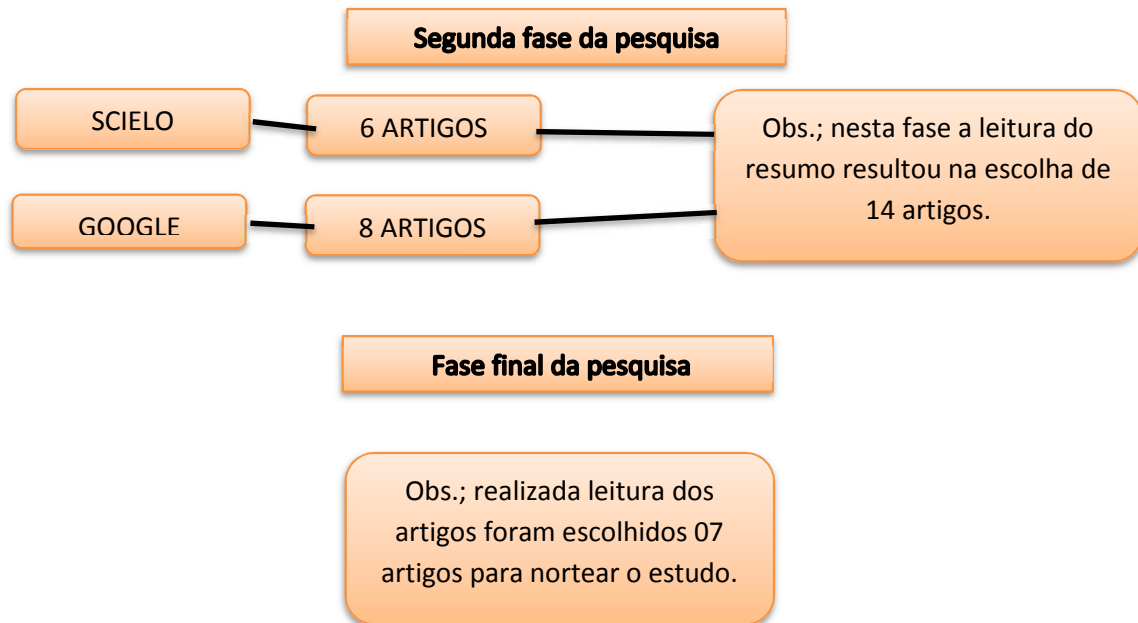 Segunda fase da pesquisa
SCIELO
6 ARTIGOS
Obs.; nesta fase a leitura do
resumo resultou na escolha de
14 artigos.
GOOGLE
8 ARTIGOS
Fase final da pesquisa
Obs.; realizada leitura dos
artigos foram escolhidos 07
artigos para nortear o estudo.